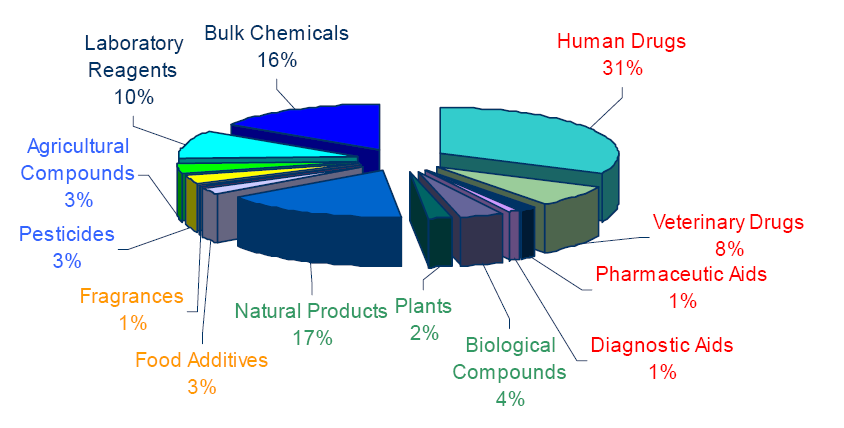 Bulk Chemicals
16%
Human Drugs
31%
Laboratory
Reagents
10%
Agricultural
Compounds
3%
Veterinary Drugs
8%
Pesticides
3%
Pharmaceutic Aids
1%
Fragrances
1%
Natural Products
17%
Plants
2%
Biological
Compounds
4%
Diagnostic Aids
1%
Food Additives
3%